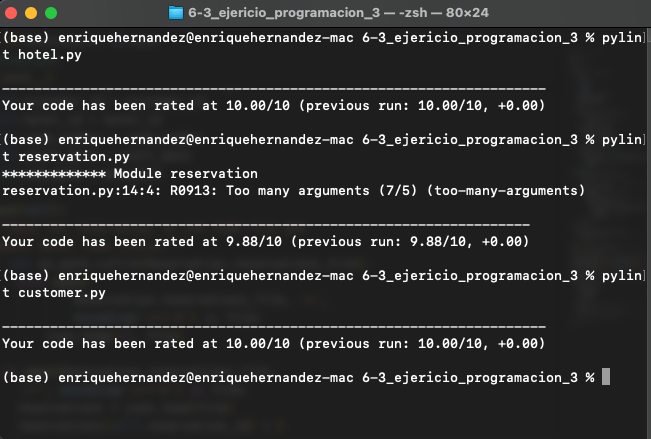 6-3_ejericio_programacion_3 — -zsh — 80×24
(base) enriquehernandez@enriquehernandez-mac 6-3_ejericio_programacion_3 % pylin
t hotel.py
--------------------------------------------------------------------
Your code has been rated at 10.00/10 (previous run: 10.00/10, +0.00)
(base) enriquehernandez@enriquehernandez-mac 6-3_ejericio_programacion_3 % pylin
t reservation.py
************* Module reservation
reservation.py:14:4: R0913: Too many arguments (7/5) (too-many-arguments)
------------------------------------------------------------------
Your code has been rated at 9.88/10 (previous run: 9.88/10, +0.00)
(base) enriquehernandez@enriquehernandez-mac 6-3_ejericio_programacion_3 % pylin
t customer.py
--------------------------------------------------------------------
Your code has been rated at 10.00/10 (previous run: 10.00/10, +0.00)
(base) enriquehernandez@enriquehernandez-mac 6-3_ejericio_programacion_3 %